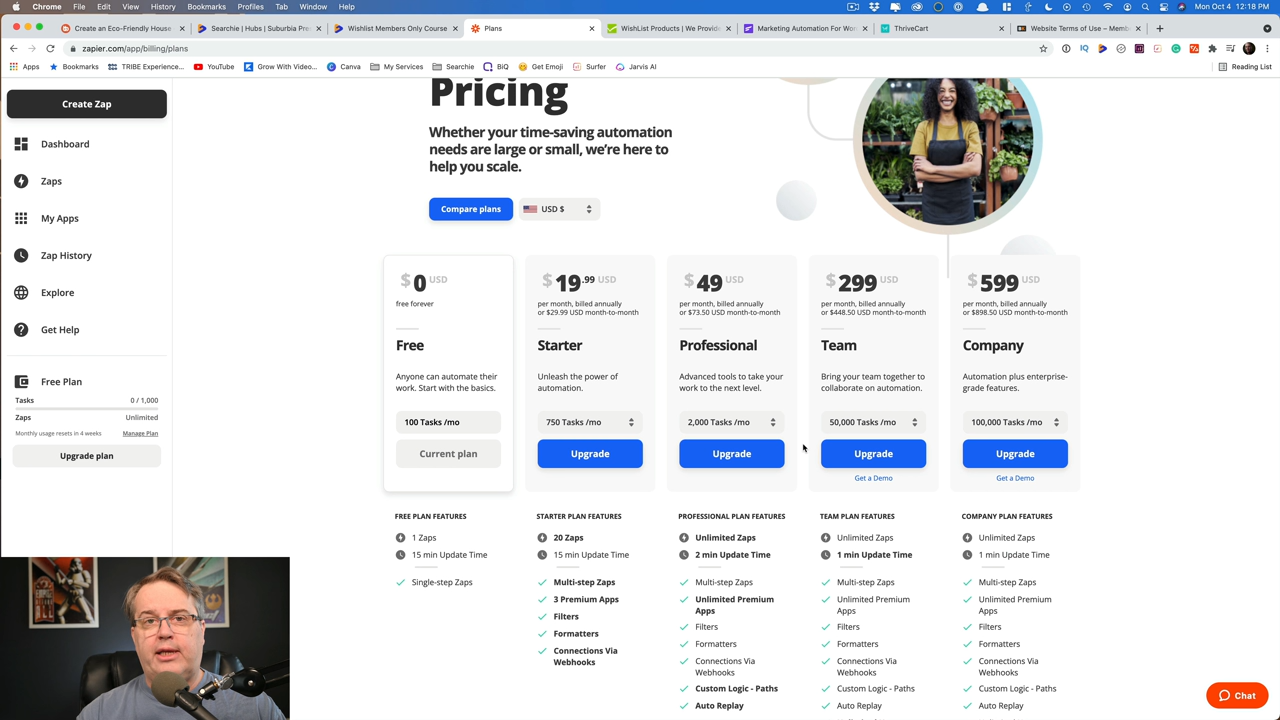 Chrome
File
Edit
View
History
Bookmarks
Profiles
Tab
Window
Help
Mon Oct 4 12:18 PM
Create an Eco-Friendly House
Searchie | Hubs | Suburbia Pre
Wishlist Members Only Course
Plans
WishList Products | We Provide
Marketing Automation For Wo
ThriveCart
Website Terms of Use – Memb
zapier.com/app/billing/plans
Apps
Bookmarks
TRIBE Experience...
YouTube
Grow With Video...
Canva
My Services
Searchie
BiQ
Get Emoji
Surfer
Jarvis AI
Reading List
Create Zap
Dashboard
Zaps
My Apps
Zap History
Explore
Get Help
Free Plan
Tasks 0 / 1,000
Zaps Unlimited
Monthly usage resets in 4 weeks Manage Plan
Upgrade plan
Pricing
Whether your time-saving automation
needs are large or small, we're here to
help you scale.
Compare plans
USD $
$0 USD
free forever
Free
Anyone can automate their
work. Start with the basics.
100 Tasks /mo
Current plan
FREE PLAN FEATURES
1 Zaps
15 min Update Time
Single-step Zaps
$19.99 USD
per month, billed annually
or $29.99 USD month-to-month
Starter
Unleash the power of
automation.
750 Tasks /mo
Upgrade
STARTER PLAN FEATURES
20 Zaps
15 min Update Time
Multi-step Zaps
3 Premium Apps
Filters
Formatters
Connections Via
Webhooks
$49 USD
per month, billed annually
or $73.50 USD month-to-month
Professional
Advanced tools to take your
work to the next level.
2,000 Tasks /mo
Upgrade
PROFESSIONAL PLAN FEATURES
Unlimited Zaps
2 min Update Time
Multi-step Zaps
Unlimited Premium
Apps
Filters
Formatters
Connections Via
Webhooks
Custom Logic - Paths
Auto Replay
$299 USD
per month, billed annually
or $448.50 USD month-to-month
Team
Bring your team together to
collaborate on automation.
50,000 Tasks /mo
Upgrade
Get a Demo
TEAM PLAN FEATURES
Unlimited Zaps
1 min Update Time
Multi-step Zaps
Unlimited Premium
Apps
Filters
Formatters
Connections Via
Webhooks
Custom Logic - Paths
Auto Replay
$599 USD
per month, billed annually
or $898.50 USD month-to-month
Company
Automation plus enterprise-
grade features.
100,000 Tasks /mo
Upgrade
Get a Demo
COMPANY PLAN FEATURES
Unlimited Zaps
1 min Update Time
Multi-step Zaps
Unlimited Premium
Apps
Filters
Formatters
Connections Via
Webhooks
Custom Logic - Paths
Auto Replay
Chat